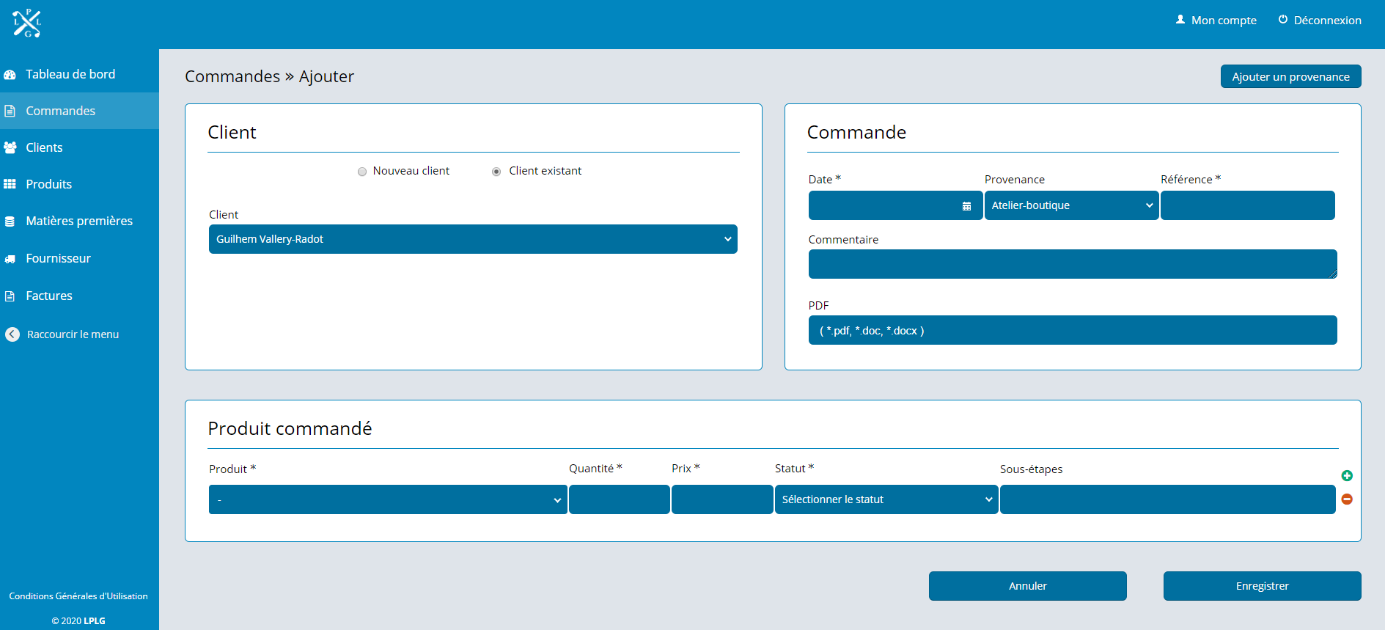 P
L L
G
Mon compte
Déconnexion
Tableau de bord
Commandes
Clients
Produits
Matières premières
Fournisseur
Factures
Raccourcir le menu
Conditions Générales d'Utilisation
© 2020 LPLG
Commandes » Ajouter
Ajouter un provenance
Client
Nouveau client
Client existant
Client
Guilhem Vallery-Radot
Commande
Date * Provenance Référence *
Atelier-boutique
Commentaire
PDF
( *.pdf, *.doc, *.docx )
Produit commandé
Produit * Quantité * Prix * Statut * Sous-étapes
- Sélectionner le statut
Annuler
Enregistrer